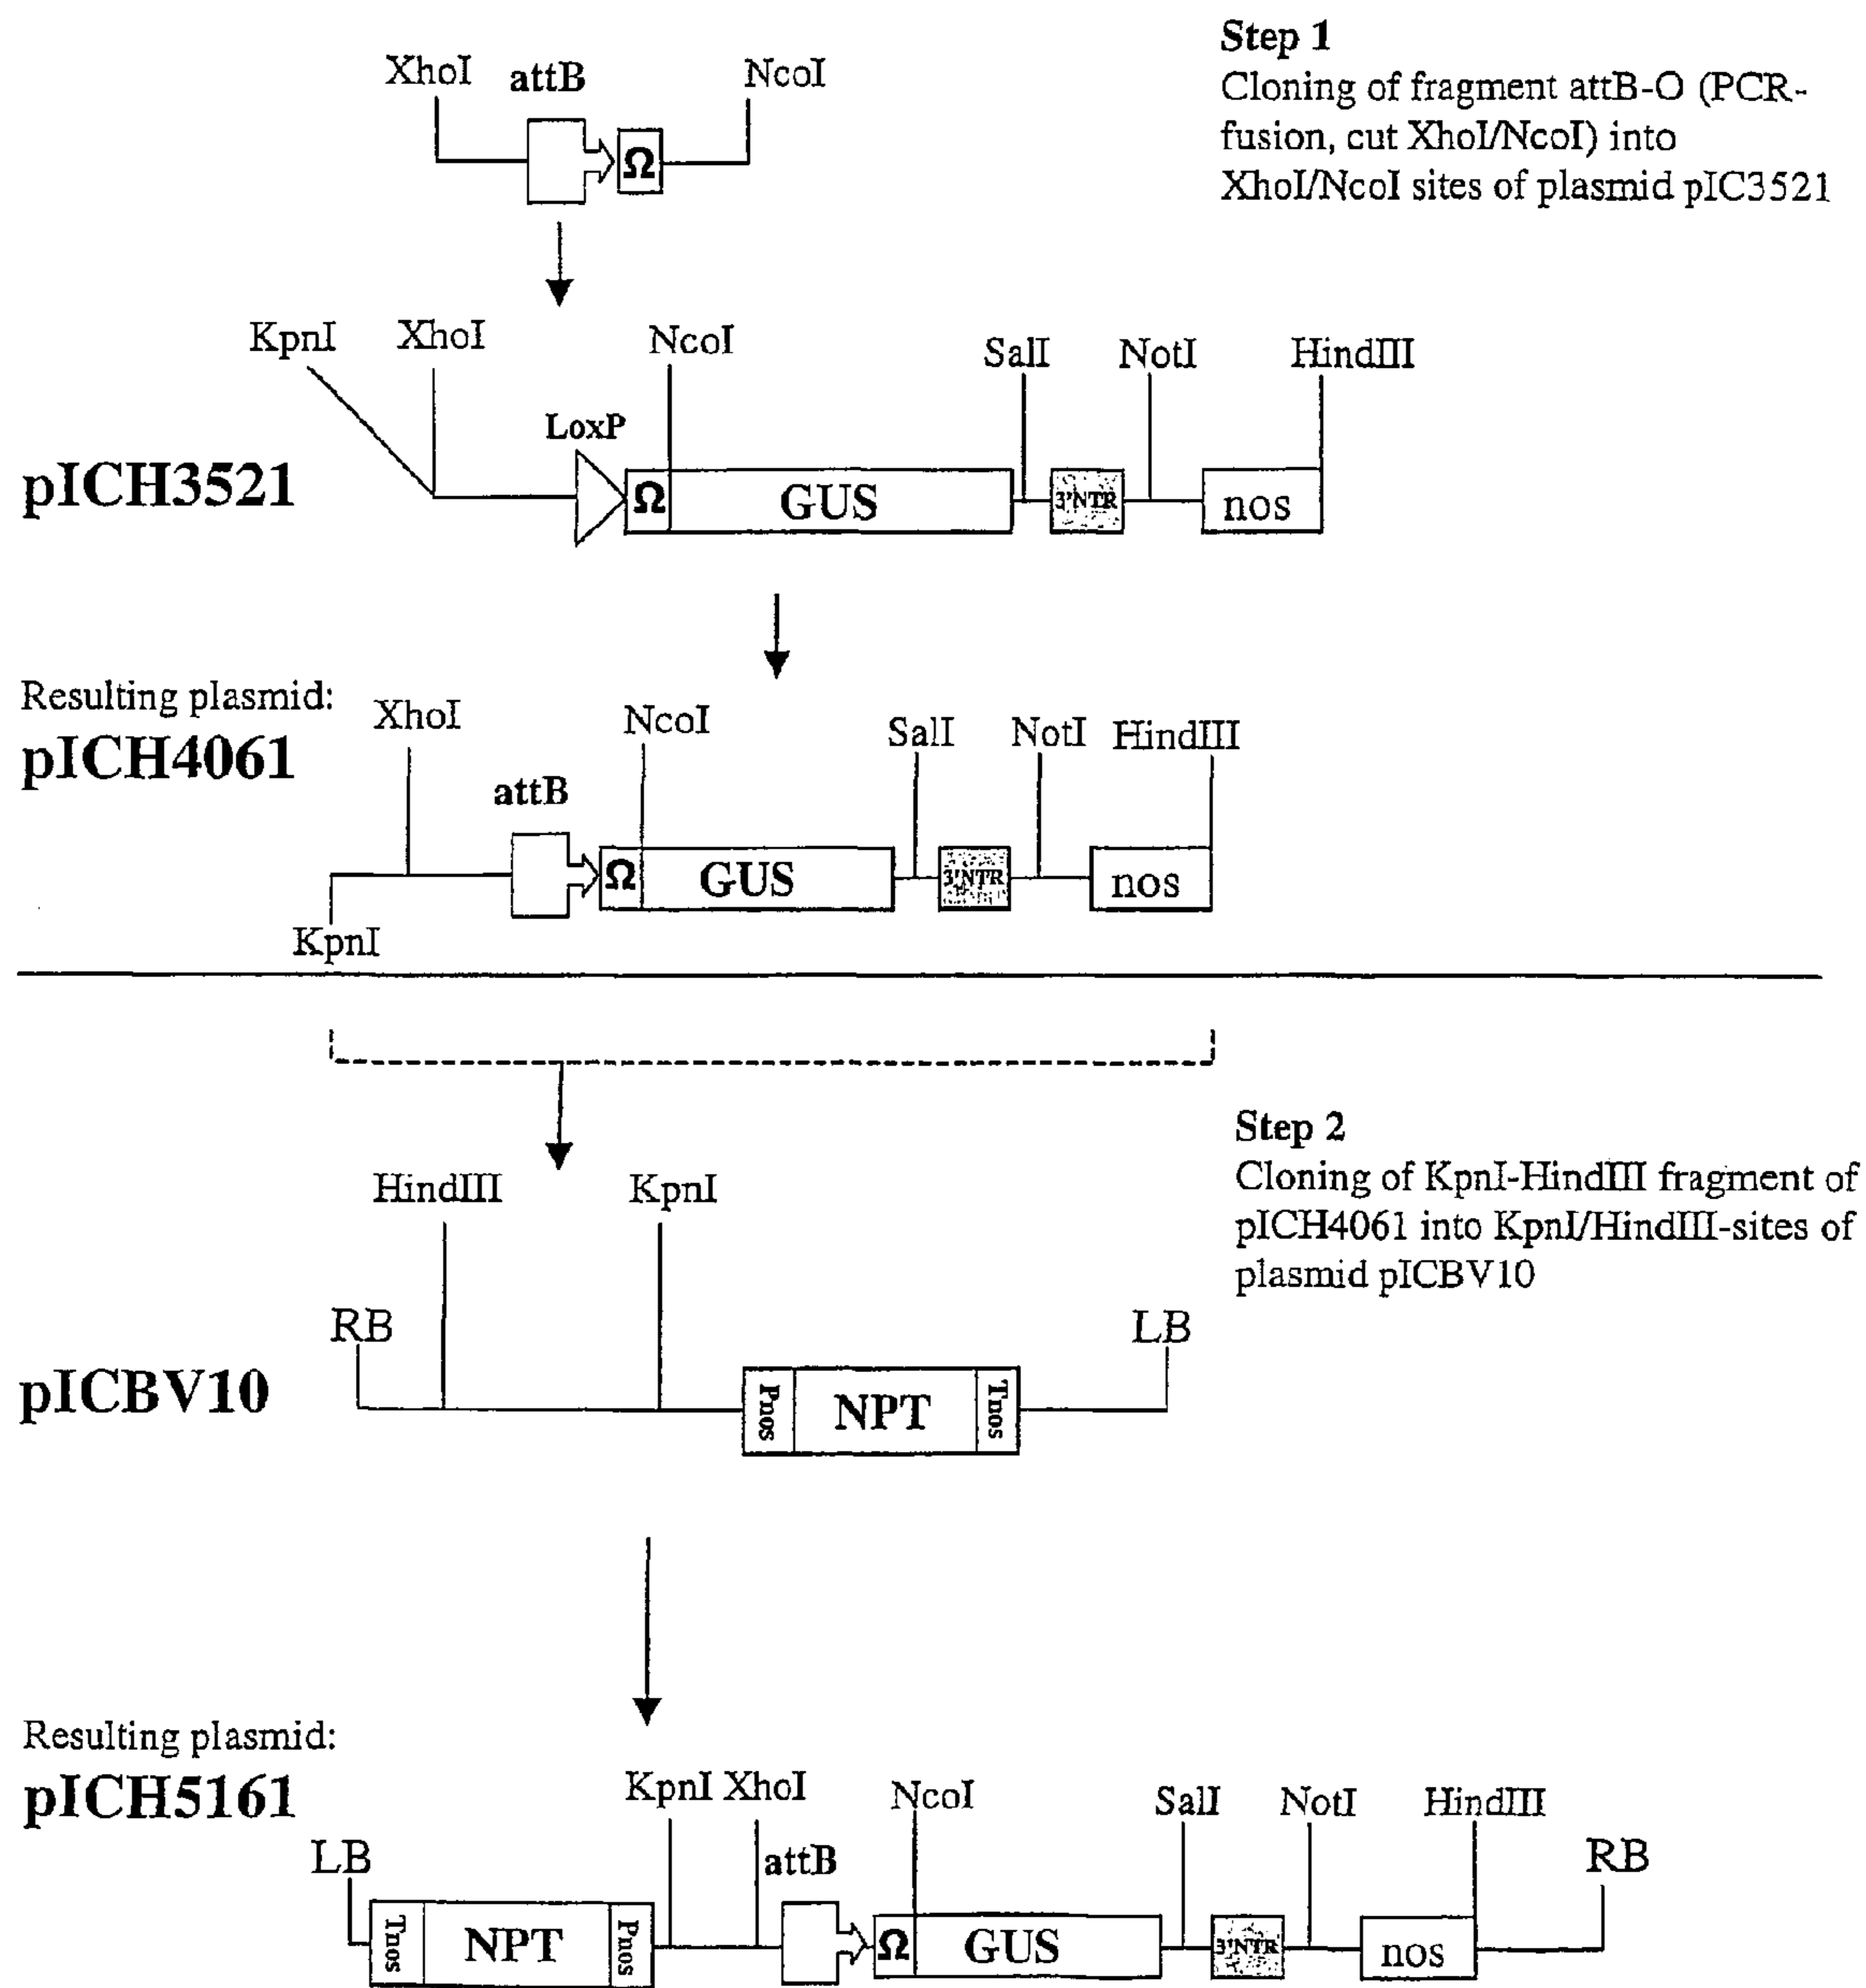 Step 1
Cloning of fragment attB-O (PCR-
fusion, cut XhoI/NcoI) into
XhoI/NcoI sites of plasmid pIC3521
XhoI attB NcoI
Ω
KpnI XhoI NcoI SalI NotI HindIII
LoxP
pICH3521
Ω GUS 3'NTR nos
Resulting plasmid:
pICH4061
XhoI NcoI SalI NotI HindIII
attB
Ω GUS 3'NTR nos
KpnI
Step 2
Cloning of KpnI-HindIII fragment of
pICH4061 into KpnI/HindIII-sites of
plasmid pICBV10
HindIII KpnI
RB LB
pICBV10
Pnos NPT Tnos
Resulting plasmid:
pICH5161
KpnI XhoI NcoI SalI NotI HindIII
LB attB RB
Tnos NPT Pnos Ω GUS 3'NTR nos